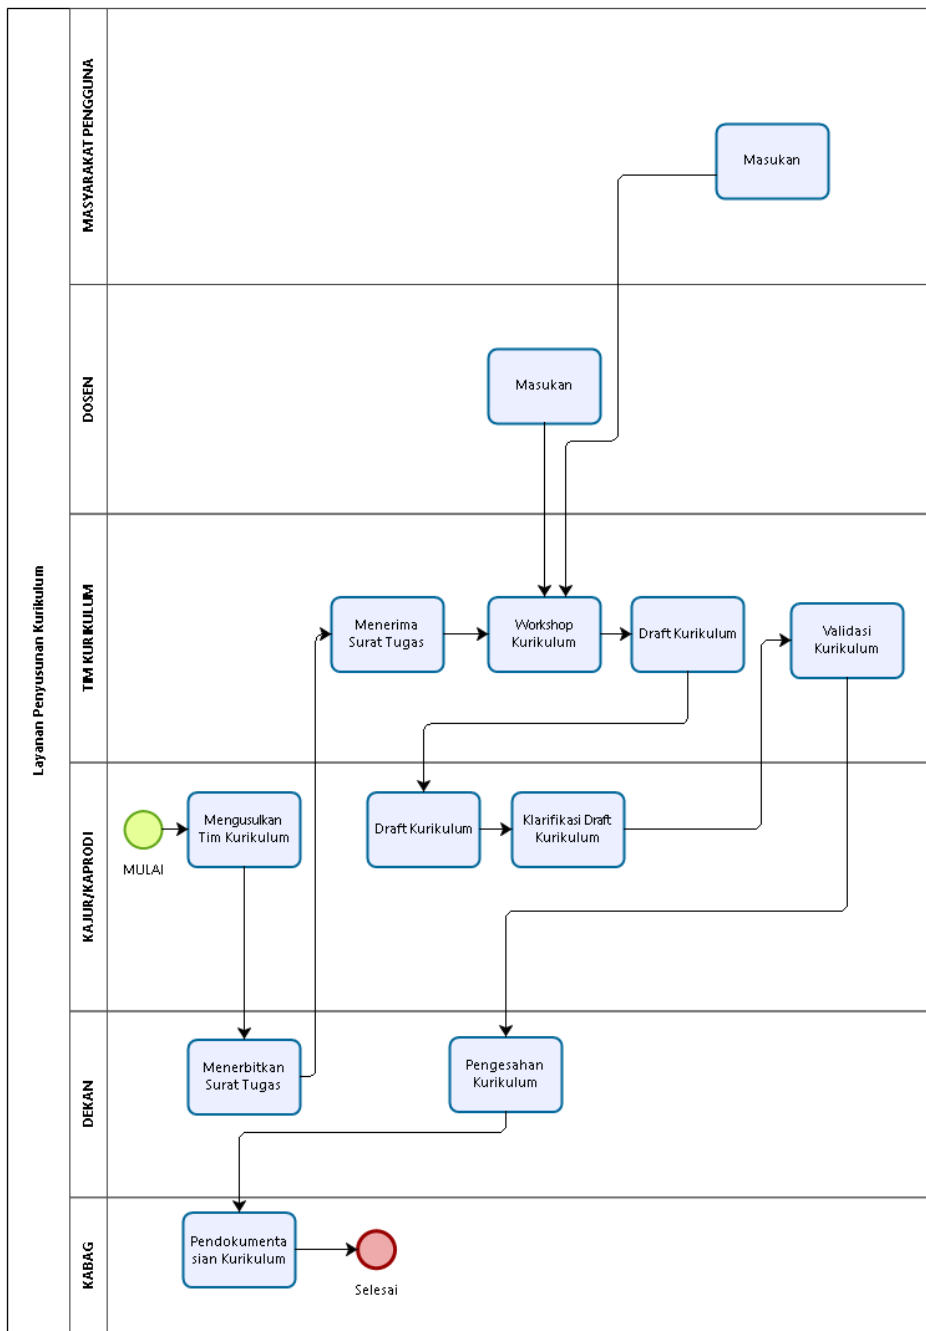 Layanan Penyusunan Kurikulum
MASYARAKAT PENGGUNA
Masukan
DOSEN
Masukan
TIM KURIKULUM
Menerima
Surat Tugas
Workshop
Kurikulum
Draft Kurikulum
Validasi
Kurikulum
KAJUR/KAPRODI
MULAI
Mengusulkan
Tim Kurikulum
Draft Kurikulum
Klarifikasi Draft
Kurikulum
DEKAN
Menerbitkan
Surat Tugas
Pengesahan
Kurikulum
KABAG
Pendokumenta
sian Kurikulum
Selesai